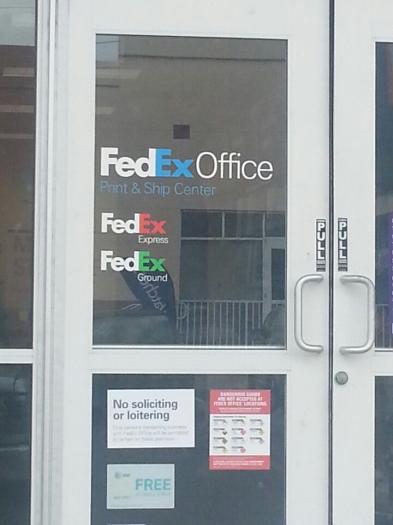 FedEx Office
Print & Ship Center
FedEx
Express
FedEx
Ground
PULL
PULL
No soliciting
or loitering
DANGEROUS GOODS
ARE NOT ACCEPTED AT
FEDEX OFFICE LOCATIONS.
at&t
FREE